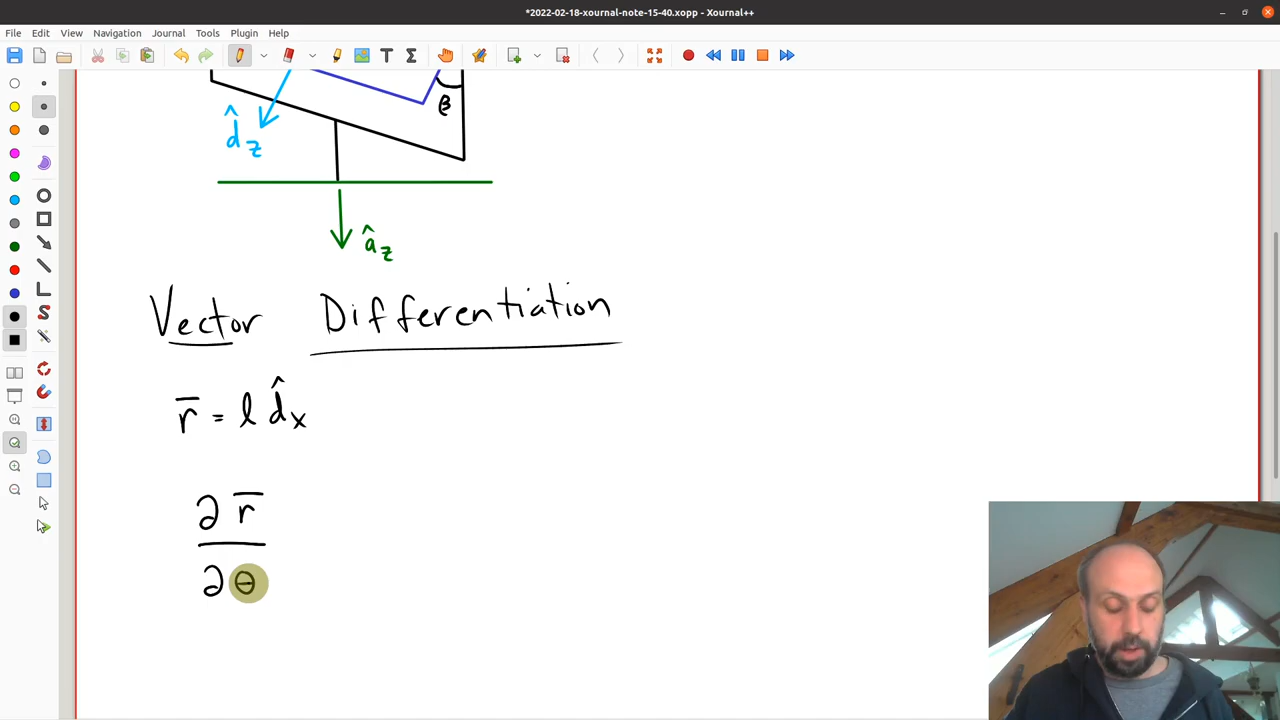 *2022-02-18-xournal-note-15-40.xopp - Xournal++
File Edit View Navigation Journal Tools Plugin Help
β
d̂z
âz
Vector Differentiation
r̄ = l d̂x
∂ r̄
∂ θ